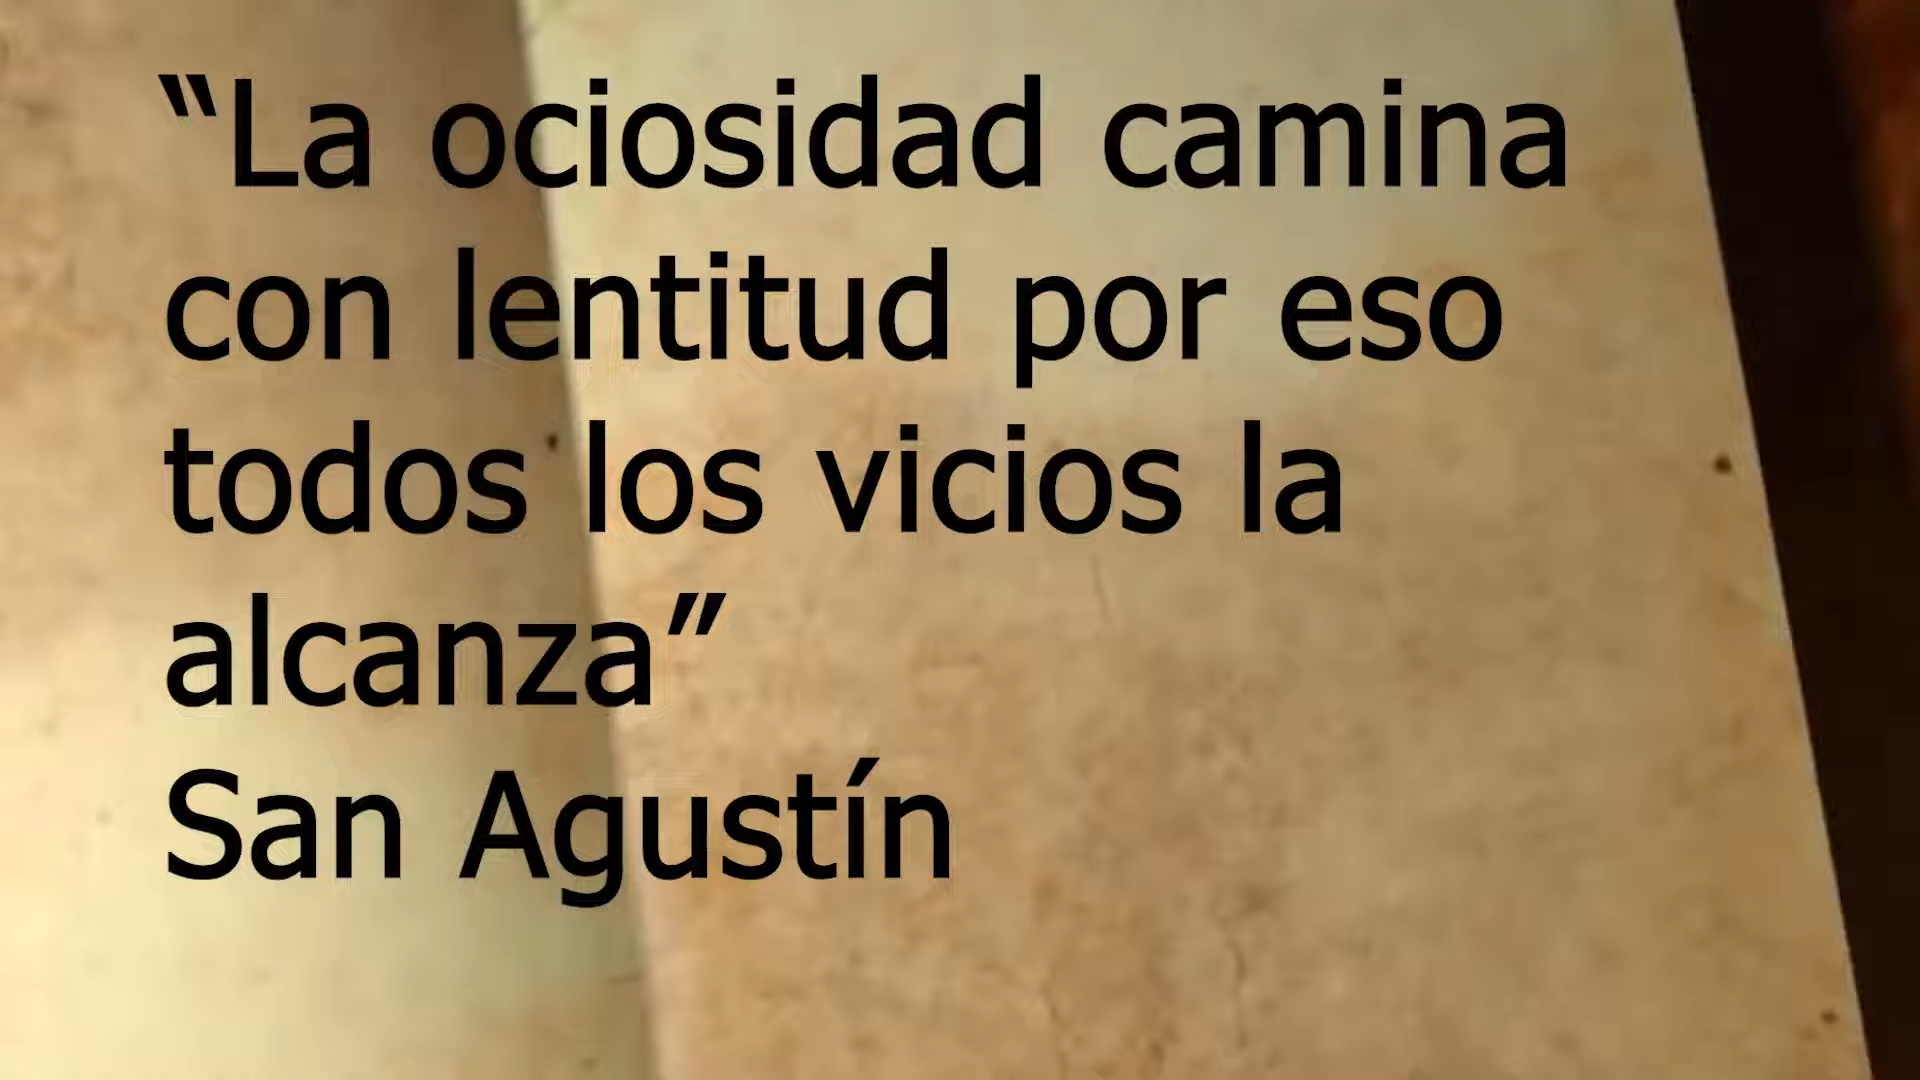 “La ociosidad camina
con lentitud por eso
todos los vicios la
alcanza”
San Agustín